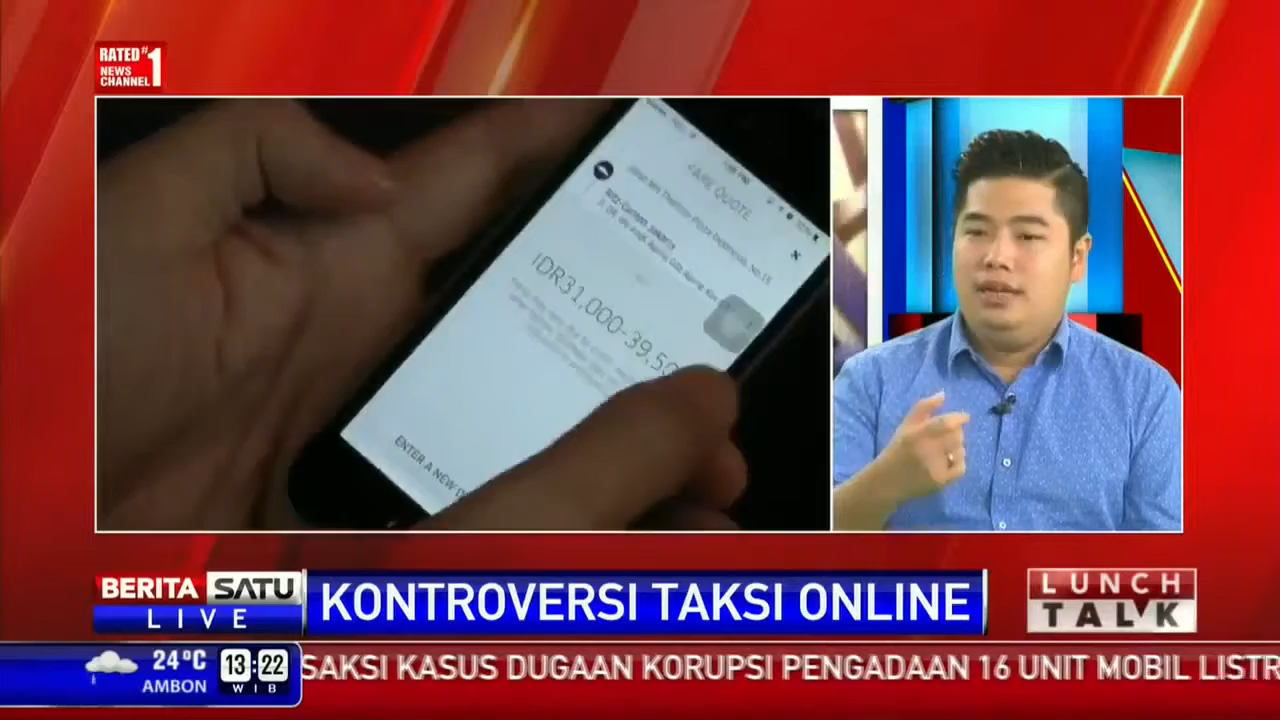 RATED #1
NEWS
CHANNEL
FARE QUOTE
IDR31,000-39,50
ENTER A NEW D
BERITA SATU
LIVE
KONTROVERSI TAKSI ONLINE
LUNCH
TALK
24°C
AMBON
13:22
WIB
SAKSI KASUS DUGAAN KORUPSI PENGADAAN 16 UNIT MOBIL LISTR